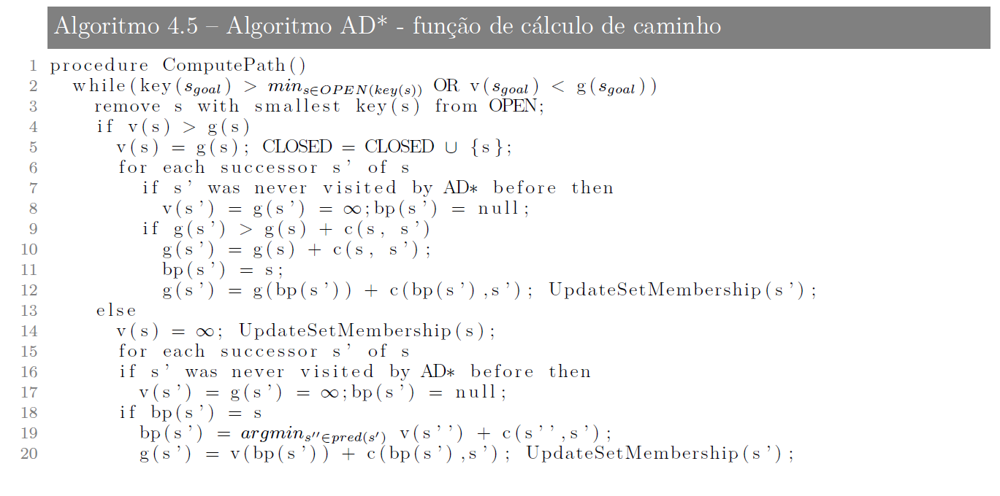 Algoritmo 4.5 – Algoritmo AD* - função de cálculo de caminho
1 procedure ComputePath()
2 while(key(s_goal) > min_{s∈OPEN(key(s))} OR v(s_goal) < g(s_goal))
3 remove s with smallest key(s) from OPEN;
4 if v(s) > g(s)
5 v(s) = g(s); CLOSED = CLOSED ∪ {s};
6 for each successor s' of s
7 if s' was never visited by AD* before then
8 v(s') = g(s') = ∞;bp(s') = null;
9 if g(s') > g(s) + c(s, s')
10 g(s') = g(s) + c(s, s');
11 bp(s') = s;
12 g(s') = g(bp(s')) + c(bp(s'),s'); UpdateSetMembership(s');
13 else
14 v(s) = ∞; UpdateSetMembership(s);
15 for each successor s' of s
16 if s' was never visited by AD* before then
17 v(s') = g(s') = ∞;bp(s') = null;
18 if bp(s') = s
19 bp(s') = argmin_{s''∈pred(s')} v(s'') + c(s'',s');
20 g(s') = v(bp(s')) + c(bp(s'),s'); UpdateSetMembership(s');